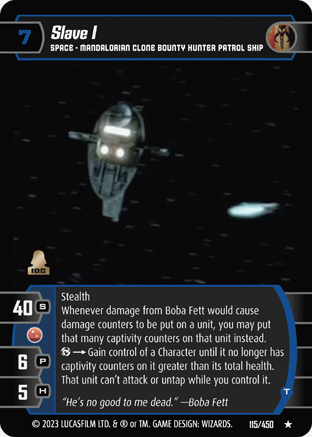 7
Slave I
SPACE - MANDALORIAN CLONE BOUNTY HUNTER PATROL SHIP
IBC
40 S
6 P
5 H
Stealth
Whenever damage from Boba Fett would cause
damage counters to be put on a unit, you may put
that many captivity counters on that unit instead.
→ Gain control of a Character until it no longer has
captivity counters on it greater than its total health.
That unit can't attack or untap while you control it.
"He's no good to me dead." —Boba Fett
T
© 2023 LUCASFILM LTD. & ® or TM. GAME DESIGN: WIZARDS.
115/450 ★